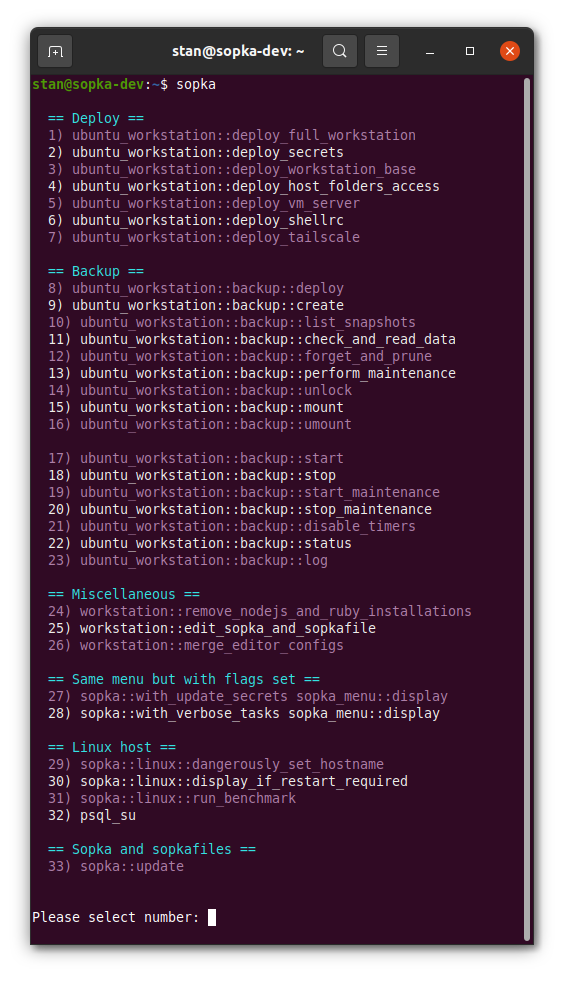 stan@sopka-dev: ~
stan@sopka-dev:~$ sopka
== Deploy ==
1) ubuntu_workstation::deploy_full_workstation
2) ubuntu_workstation::deploy_secrets
3) ubuntu_workstation::deploy_workstation_base
4) ubuntu_workstation::deploy_host_folders_access
5) ubuntu_workstation::deploy_vm_server
6) ubuntu_workstation::deploy_shellrc
7) ubuntu_workstation::deploy_tailscale
== Backup ==
8) ubuntu_workstation::backup::deploy
9) ubuntu_workstation::backup::create
10) ubuntu_workstation::backup::list_snapshots
11) ubuntu_workstation::backup::check_and_read_data
12) ubuntu_workstation::backup::forget_and_prune
13) ubuntu_workstation::backup::perform_maintenance
14) ubuntu_workstation::backup::unlock
15) ubuntu_workstation::backup::mount
16) ubuntu_workstation::backup::umount
17) ubuntu_workstation::backup::start
18) ubuntu_workstation::backup::stop
19) ubuntu_workstation::backup::start_maintenance
20) ubuntu_workstation::backup::stop_maintenance
21) ubuntu_workstation::backup::disable_timers
22) ubuntu_workstation::backup::status
23) ubuntu_workstation::backup::log
== Miscellaneous ==
24) workstation::remove_nodejs_and_ruby_installations
25) workstation::edit_sopka_and_sopkafile
26) workstation::merge_editor_configs
== Same menu but with flags set ==
27) sopka::with_update_secrets sopka_menu::display
28) sopka::with_verbose_tasks sopka_menu::display
== Linux host ==
29) sopka::linux::dangerously_set_hostname
30) sopka::linux::display_if_restart_required
31) sopka::linux::run_benchmark
32) psql_su
== Sopka and sopkafiles ==
33) sopka::update
Please select number: